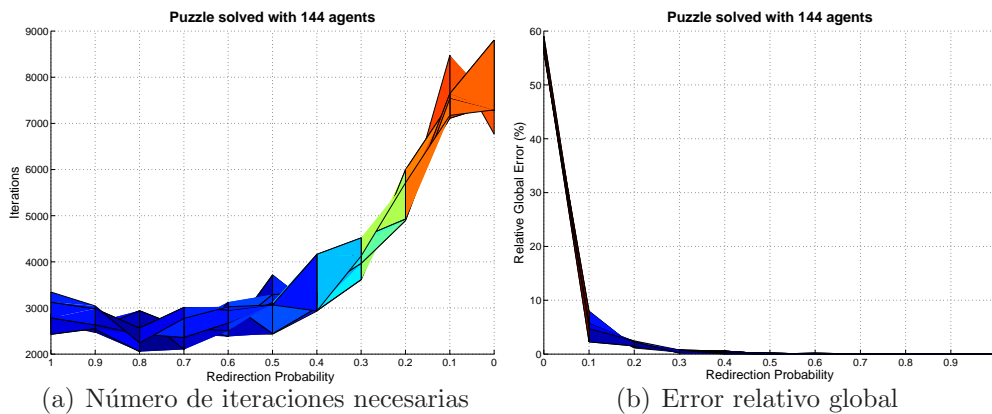 Puzzle solved with 144 agents
9000
8000
7000
6000
5000
4000
3000
2000
Iterations
1 0.9 0.8 0.7 0.6 0.5 0.4 0.3 0.2 0.1 0
Redirection Probability
(a) Número de iteraciones necesarias
Puzzle solved with 144 agents
60
50
40
30
20
10
0
Relative Global Error (%)
0 0.1 0.2 0.3 0.4 0.5 0.6 0.7 0.8 0.9
Redirection Probability
(b) Error relativo global